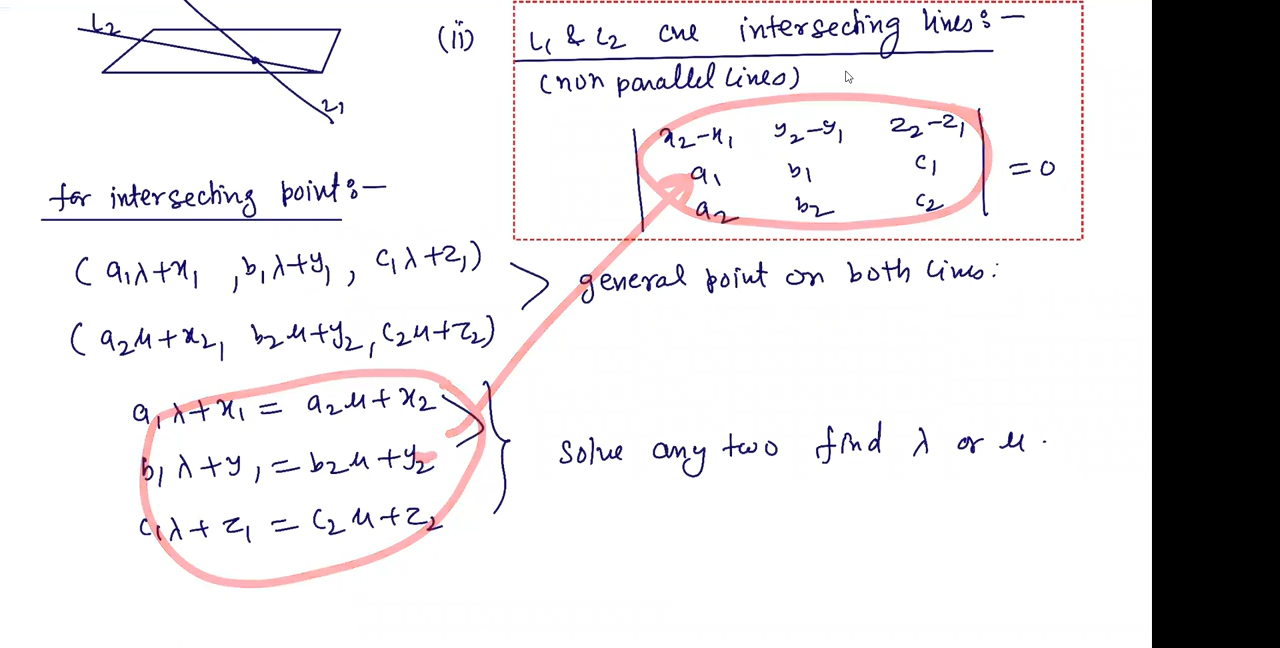 L2
L1
(ii) L1 & L2 are intersecting lines :-
(non parallel lines)
| x2-x1 y2-y1 z2-z1 |
| a1 b1 c1 | = 0
| a2 b2 c2 |
for intersecting point :-
(a1λ+x1, b1λ+y1, c1λ+z1)
(a2μ+x2, b2μ+y2, c2μ+z2)
> general point on both lines:
a1λ+x1 = a2μ+x2
b1λ+y1 = b2μ+y2
c1λ+z1 = c2μ+z2
} solve any two find λ or μ.